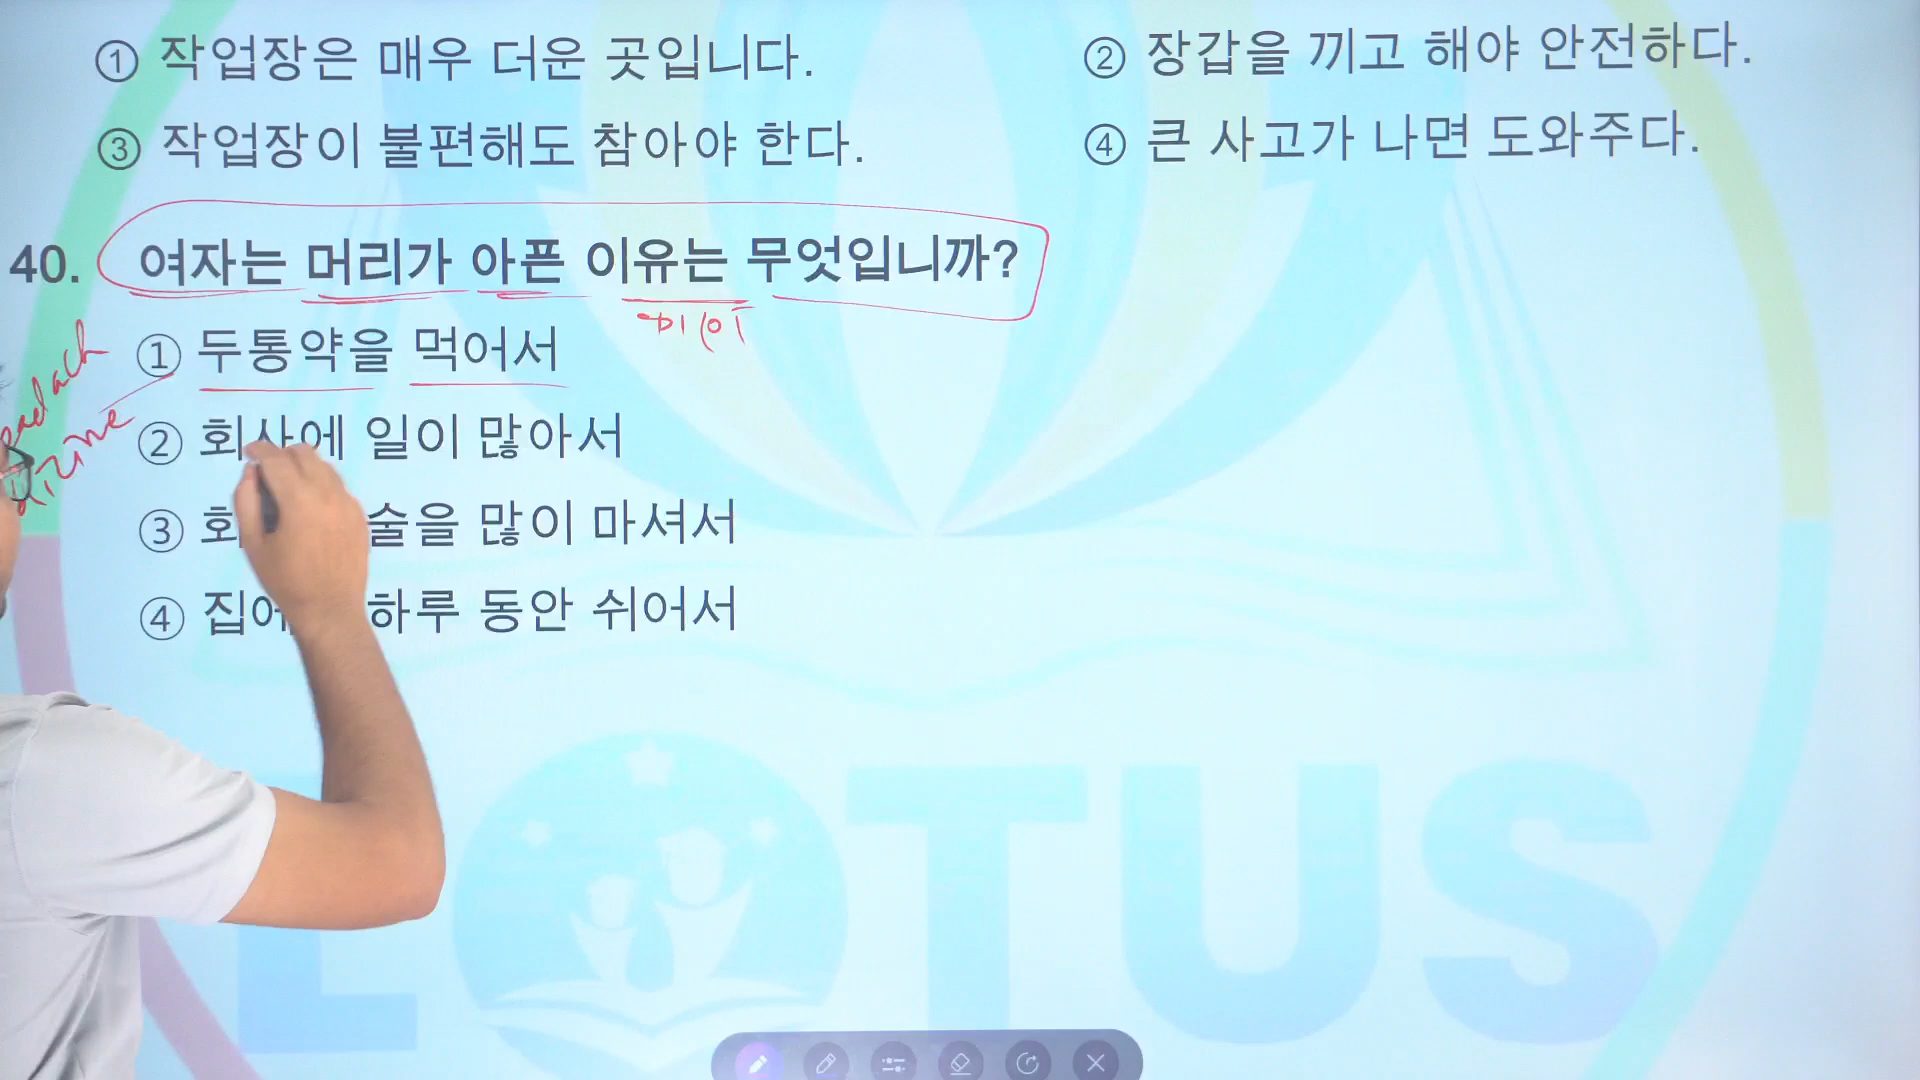 ① 작업장은 매우 더운 곳입니다.
② 장갑을 끼고 해야 안전하다.
③ 작업장이 불편해도 참아야 한다.
④ 큰 사고가 나면 도와주다.
40. 여자는 머리가 아픈 이유는 무엇입니까?
① 두통약을 먹어서
② 회사에 일이 많아서
③ 회 술을 많이 마셔서
④ 집에 하루 동안 쉬어서
LOTUS